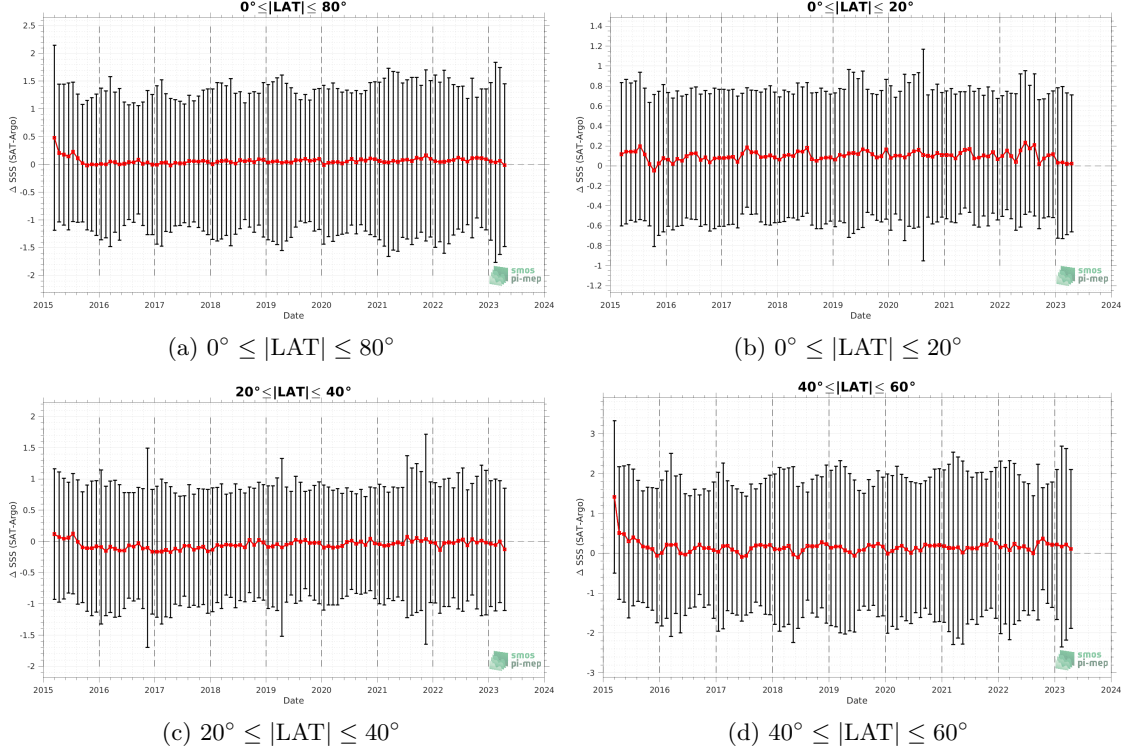 0°≤|LAT|≤ 80°
Δ SSS (SAT-Argo)
2.5
2
1.5
1
0.5
0
-0.5
-1
-1.5
-2
2015 2016 2017 2018 2019 2020 2021 2022 2023 2024
Date
smos
pi-mep
(a) 0° ≤ |LAT| ≤ 80°
0°≤|LAT|≤ 20°
Δ SSS (SAT-Argo)
1.4
1.2
1
0.8
0.6
0.4
0.2
0
-0.2
-0.4
-0.6
-0.8
-1
-1.2
2015 2016 2017 2018 2019 2020 2021 2022 2023 2024
Date
smos
pi-mep
(b) 0° ≤ |LAT| ≤ 20°
20°≤|LAT|≤ 40°
Δ SSS (SAT-Argo)
2
1.5
1
0.5
0
-0.5
-1
-1.5
-2
2015 2016 2017 2018 2019 2020 2021 2022 2023 2024
Date
smos
pi-mep
(c) 20° ≤ |LAT| ≤ 40°
40°≤|LAT|≤ 60°
Δ SSS (SAT-Argo)
3
2
1
0
-1
-2
-3
2015 2016 2017 2018 2019 2020 2021 2022 2023 2024
Date
smos
pi-mep
(d) 40° ≤ |LAT| ≤ 60°